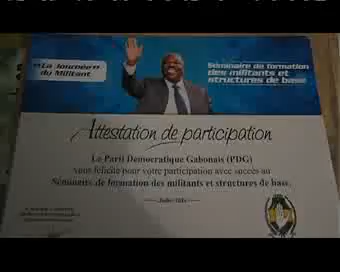 "La Journée"
du Militant
Séminaire de formation
des militants et
structures de base
Attestation de participation
Le Parti Démocratique Gabonais (PDG)
vous félicite pour votre participation avec succès au
Séminaire de formation des militants et structures de base.